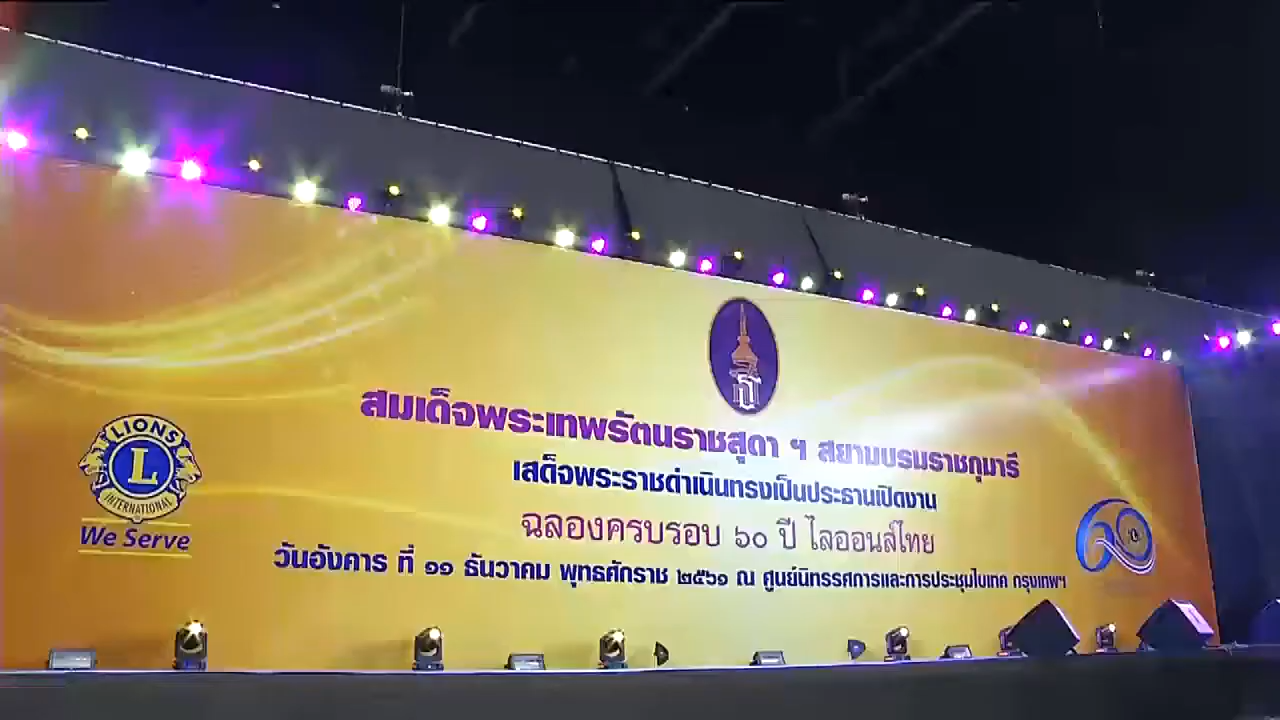 สมเด็จพระเทพรัตนราชสุดา ฯ สยามบรมราชกุมารี
เสด็จพระราชดำเนินทรงเป็นประธานเปิดงาน
ฉลองครบรอบ ๖๐ ปี ไลออนส์ไทย
วันอังคาร ที่ ๑๑ ธันวาคม พุทธศักราช ๒๕๖๑ ณ ศูนย์นิทรรศการและการประชุมไบเทค กรุงเทพฯ
LIONS
L
INTERNATIONAL
We Serve
60